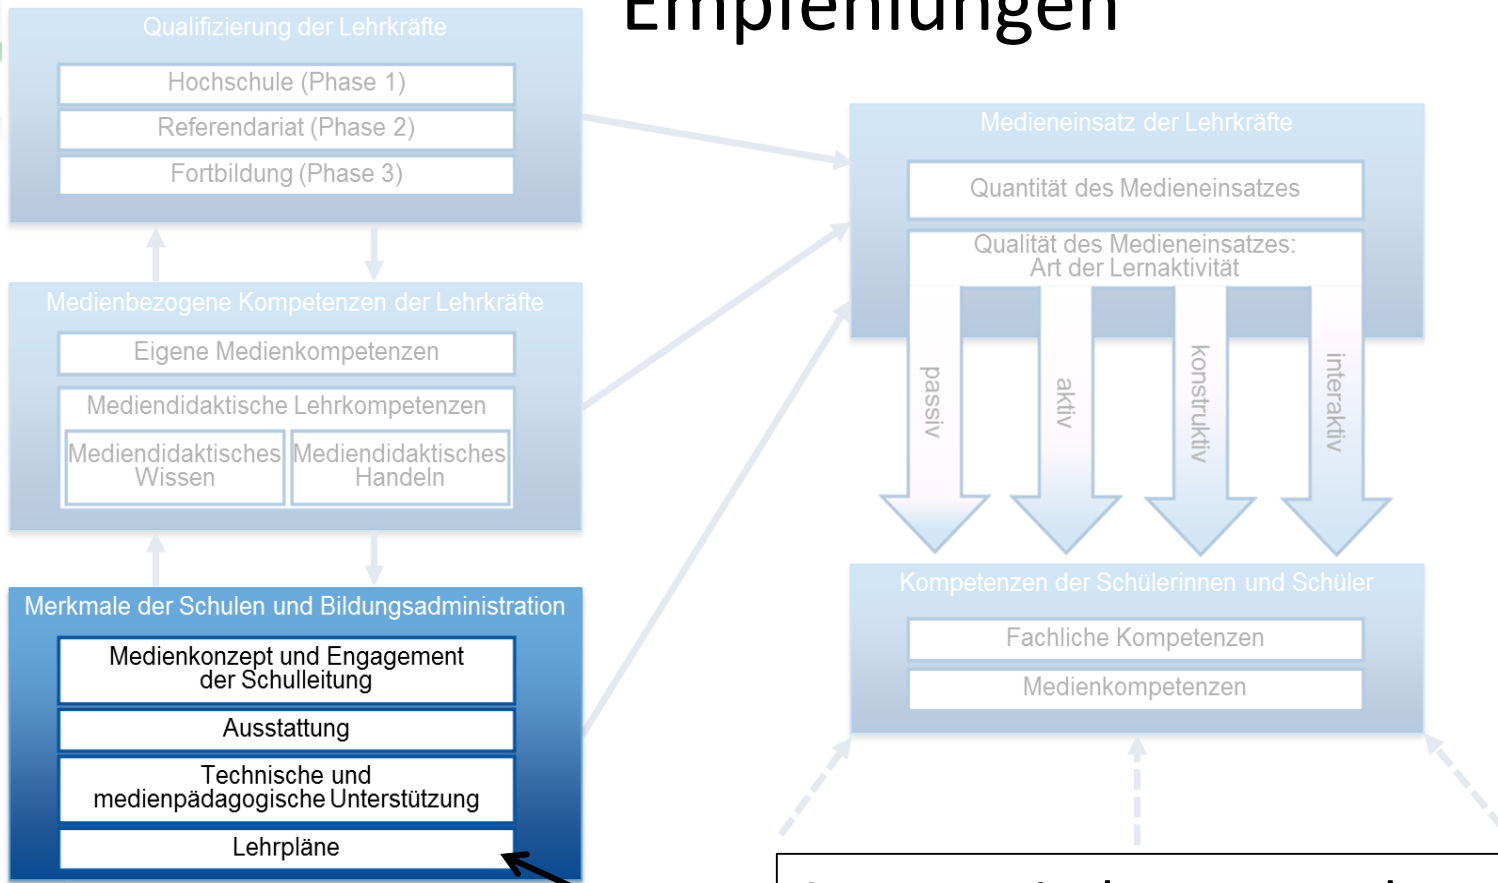 Empfehlungen
Qualifizierung der Lehrkräfte
Hochschule (Phase 1)
Referendariat (Phase 2)
Fortbildung (Phase 3)
Medienbezogene Kompetenzen der Lehrkräfte
Eigene Medienkompetenzen
Mediendidaktische Lehrkompetenzen
Mediendidaktisches
Wissen
Mediendidaktisches
Handeln
Merkmale der Schulen und Bildungsadministration
Medienkonzept und Engagement
der Schulleitung
Ausstattung
Technische und
medienpädagogische Unterstützung
Lehrpläne
Medieneinsatz der Lehrkräfte
Quantität des Medieneinsatzes
Qualität des Medieneinsatzes:
Art der Lernaktivität
passiv
aktiv
konstruktiv
interaktiv
Kompetenzen der Schülerinnen und Schüler
Fachliche Kompetenzen
Medienkompetenzen